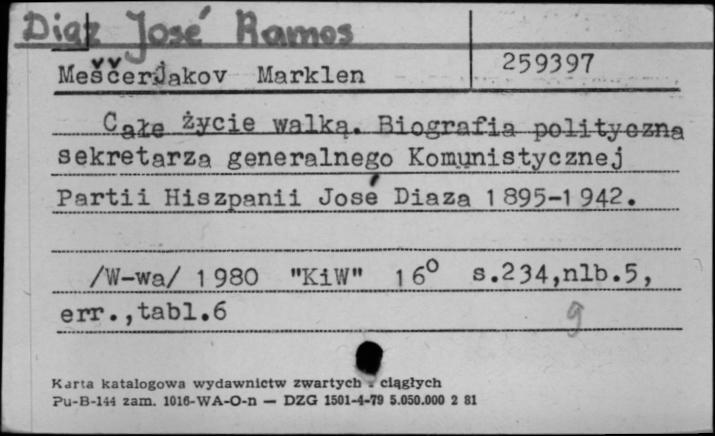 Diaz José Ramos
Meščerjakov Marklen
259397
Całe życie walką. Biografia polityczna
sekretarza generalnego Komunistycznej
Partii Hiszpanii José Diaza 1895-1942.
/W-wa/ 1980 "KiW" 16⁰ s.234,nlb.5,
err.,tabl.6
g
Karta katalogowa wydawnictw zwartych . ciągłych
Pu-B-144 zam. 1016-WA-O-n — DZG 1501-4-79 5.050.000 2 81